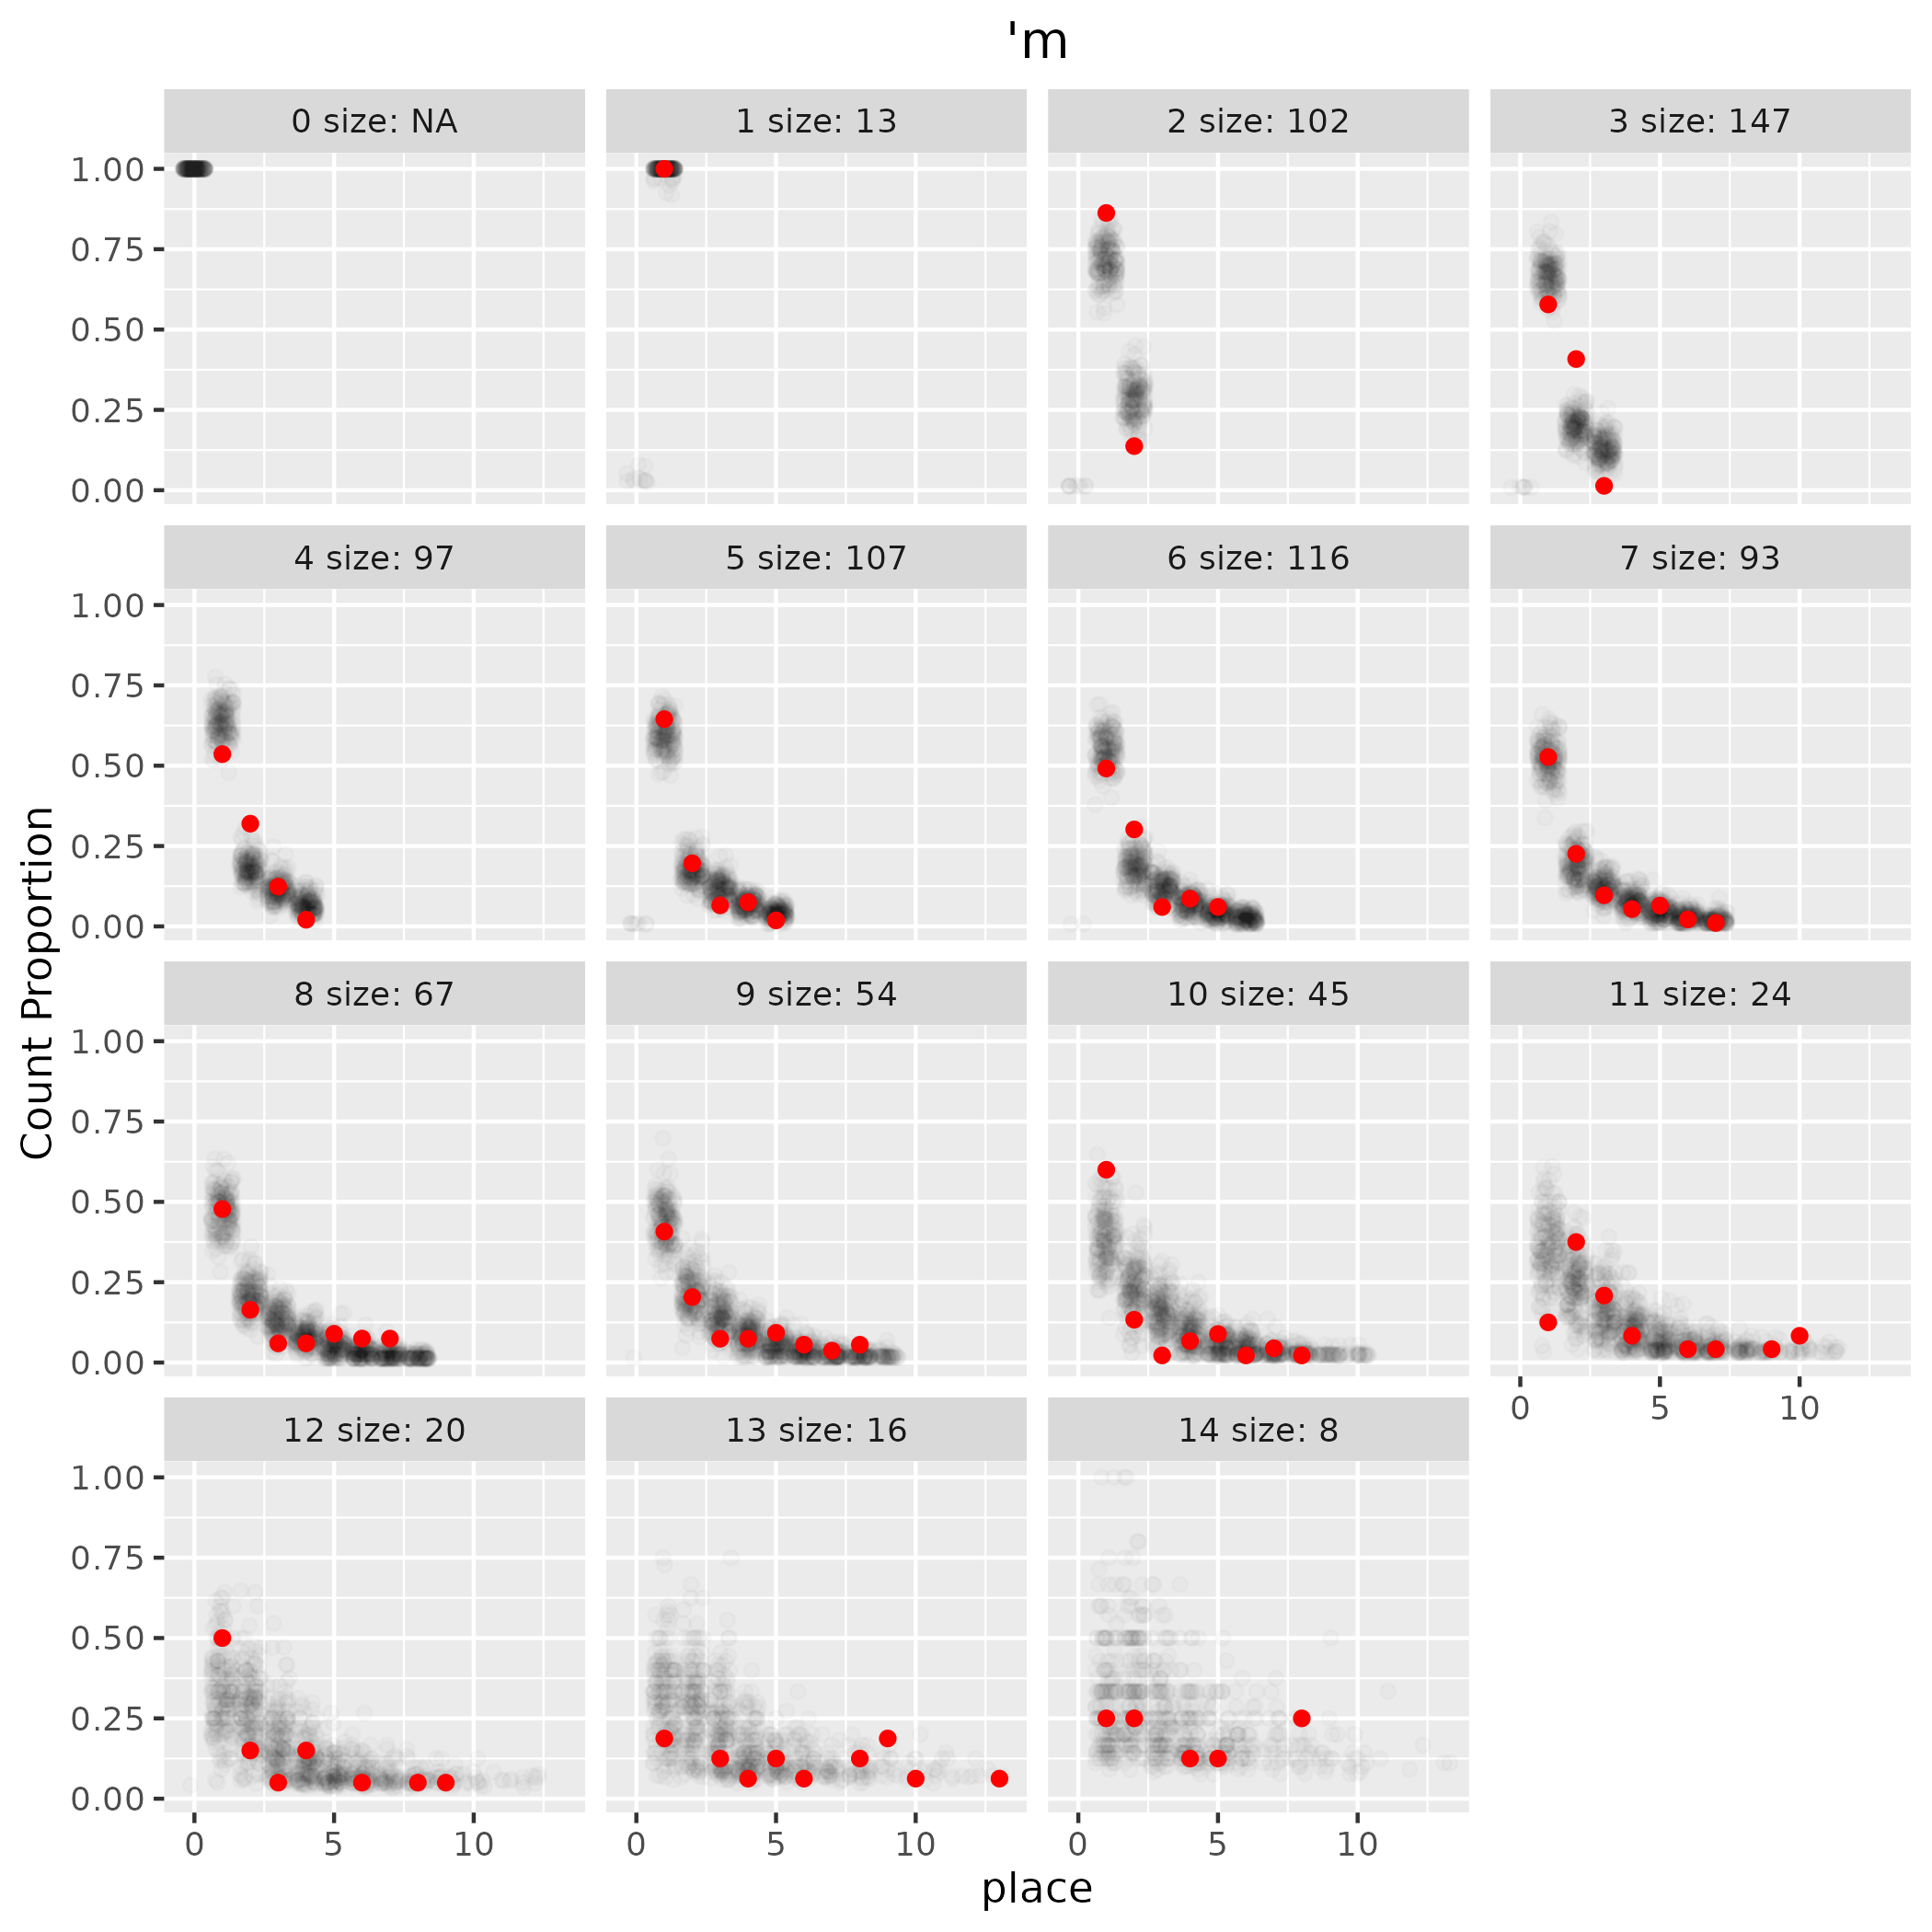 'm
0 size: NA
1 size: 13
2 size: 102
3 size: 147
1.00
0.75
0.50
0.25
0.00
4 size: 97
5 size: 107
6 size: 116
7 size: 93
1.00
0.75
0.50
0.25
0.00
Count Proportion
8 size: 67
9 size: 54
10 size: 45
11 size: 24
1.00
0.75
0.50
0.25
0.00
0 5 10
12 size: 20
13 size: 16
14 size: 8
1.00
0.75
0.50
0.25
0.00
0 5 10
0 5 10
0 5 10
place